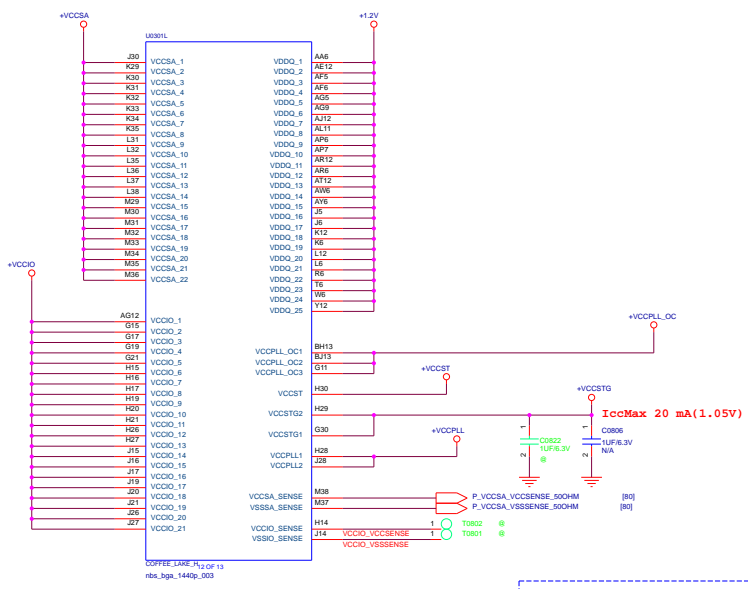 +VCCSA
+1.2V
U0301L
J30 VCCSA_1 VDDQ_1 AA6
K29 VCCSA_2 VDDQ_2 AE12
K30 VCCSA_3 VDDQ_3 AF5
K31 VCCSA_4 VDDQ_4 AF6
K32 VCCSA_5 VDDQ_5 AG5
K33 VCCSA_6 VDDQ_6 AG9
K34 VCCSA_7 VDDQ_7 AJ12
K35 VCCSA_8 VDDQ_8 AL11
L31 VCCSA_9 VDDQ_9 AP6
L32 VCCSA_10 VDDQ_10 AP7
L35 VCCSA_11 VDDQ_11 AR12
L36 VCCSA_12 VDDQ_12 AR6
L37 VCCSA_13 VDDQ_13 AT12
L38 VCCSA_14 VDDQ_14 AW6
M29 VCCSA_15 VDDQ_15 AY6
M30 VCCSA_16 VDDQ_16 J5
M31 VCCSA_17 VDDQ_17 J6
M32 VCCSA_18 VDDQ_18 K12
M33 VCCSA_19 VDDQ_19 K6
M34 VCCSA_20 VDDQ_20 L12
M35 VCCSA_21 VDDQ_21 L6
M36 VCCSA_22 VDDQ_22 R6
VDDQ_23 T6
VDDQ_24 W6
VDDQ_25 Y12
+VCCIO
+VCCPLL_OC
AG12 VCCIO_1
G15 VCCIO_2
G17 VCCIO_3
G19 VCCIO_4 VCCPLL_OC1 BH13
G21 VCCIO_5 VCCPLL_OC2 BJ13
H15 VCCIO_6 VCCPLL_OC3 G11
H16 VCCIO_7
H17 VCCIO_8 VCCST H30
+VCCST
H19 VCCIO_9
H20 VCCIO_10 VCCSTG2 H29
+VCCSTG
IccMax 20 mA(1.05V)
H21 VCCIO_11
H26 VCCIO_12 VCCSTG1 G30
H27 VCCIO_13
+VCCPLL
J15 VCCIO_14 VCCPLL1 H28
J16 VCCIO_15 VCCPLL2 J28
J17 VCCIO_16
J19 VCCIO_17
J20 VCCIO_18 VCCSA_SENSE M38
J21 VCCIO_19 VSSSA_SENSE M37
J26 VCCIO_20
J27 VCCIO_21 VCCIO_SENSE H14
VSSIO_SENSE J14
1
C0822
1UF/6.3V
@
2
1
C0806
1UF/6.3V
N/A
2
P_VCCSA_VCCSENSE_50OHM [80]
P_VCCSA_VSSSENSE_50OHM [80]
VCCIO_VCCSENSE 1 T0802 @
VCCIO_VSSSENSE 1 T0801 @
COFFEE_LAKE_H
12 OF 13
nbs_bga_1440p_003